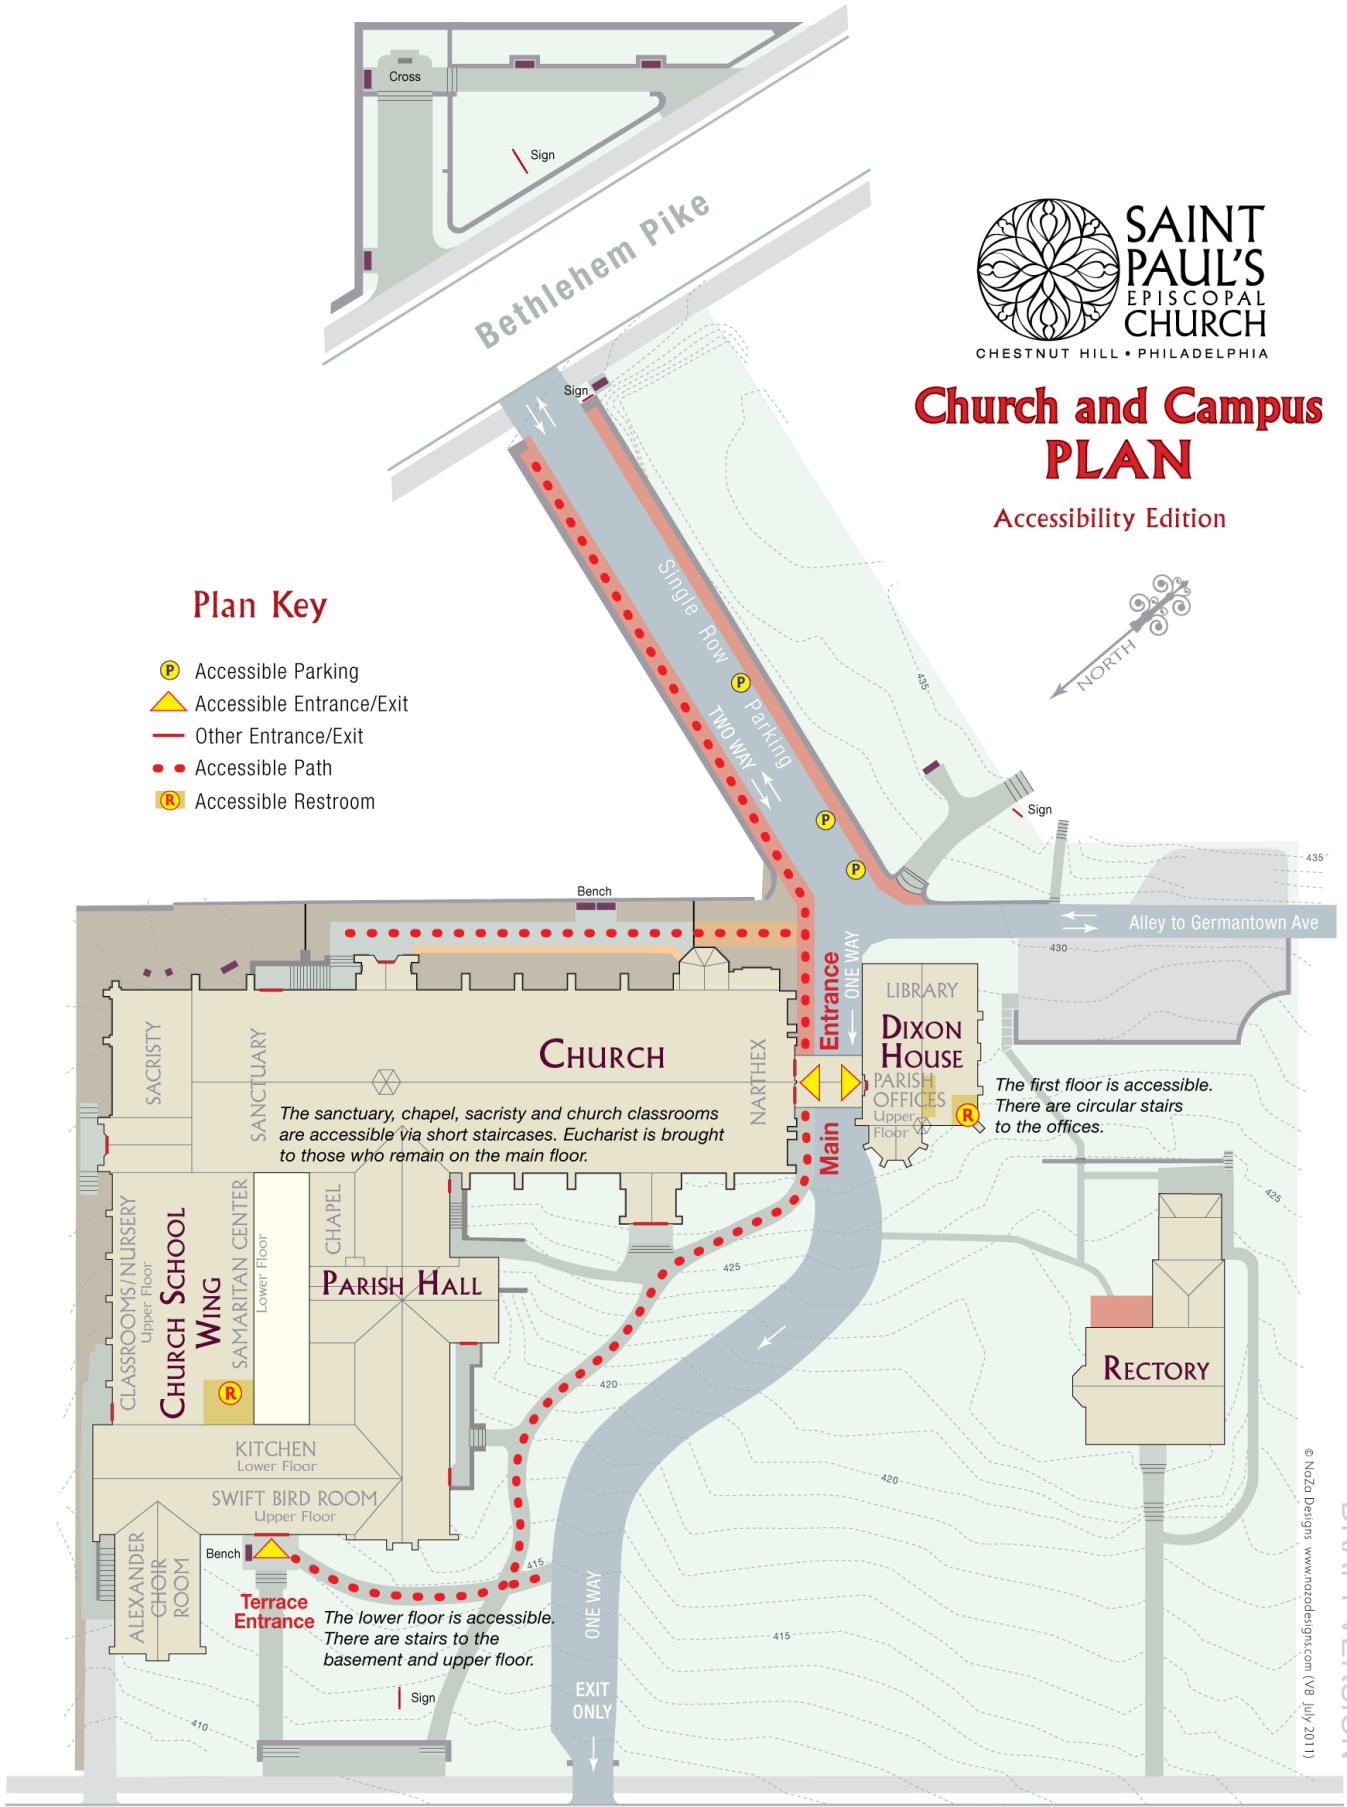 Cross
Sign
Bethlehem Pike
SAINT
PAUL'S
EPISCOPAL
CHURCH
CHESTNUT HILL • PHILADELPHIA
Church and Campus
PLAN
Accessibility Edition
NORTH
Sign
Plan Key
P Accessible Parking
Accessible Entrance/Exit
Other Entrance/Exit
Accessible Path
R Accessible Restroom
Single Row Parking
P
TWO WAY
P
P
435
Sign
435
Alley to Germantown Ave
430
Bench
ONE WAY
Main Entrance
LIBRARY
DIXON
HOUSE
PARISH
OFFICES
Upper
Floor
R
The first floor is accessible.
There are circular stairs
to the offices.
425
SACRISTY
SANCTUARY
CHURCH
NARTHEX
The sanctuary, chapel, sacristy and church classrooms
are accessible via short staircases. Eucharist is brought
to those who remain on the main floor.
CLASSROOMS/NURSERY
Upper Floor
CHURCH SCHOOL
WING
SAMARITAN CENTER
Lower Floor
CHAPEL
PARISH HALL
R
425
420
RECTORY
KITCHEN
Lower Floor
SWIFT BIRD ROOM
Upper Floor
420
ALEXANDER
CHOIR
ROOM
Bench
Terrace
Entrance
The lower floor is accessible.
There are stairs to the
basement and upper floor.
415
415
ONE WAY
EXIT
ONLY
Sign
410
© NaZa Designs www.nazadesigns.com (V8 July 2011)